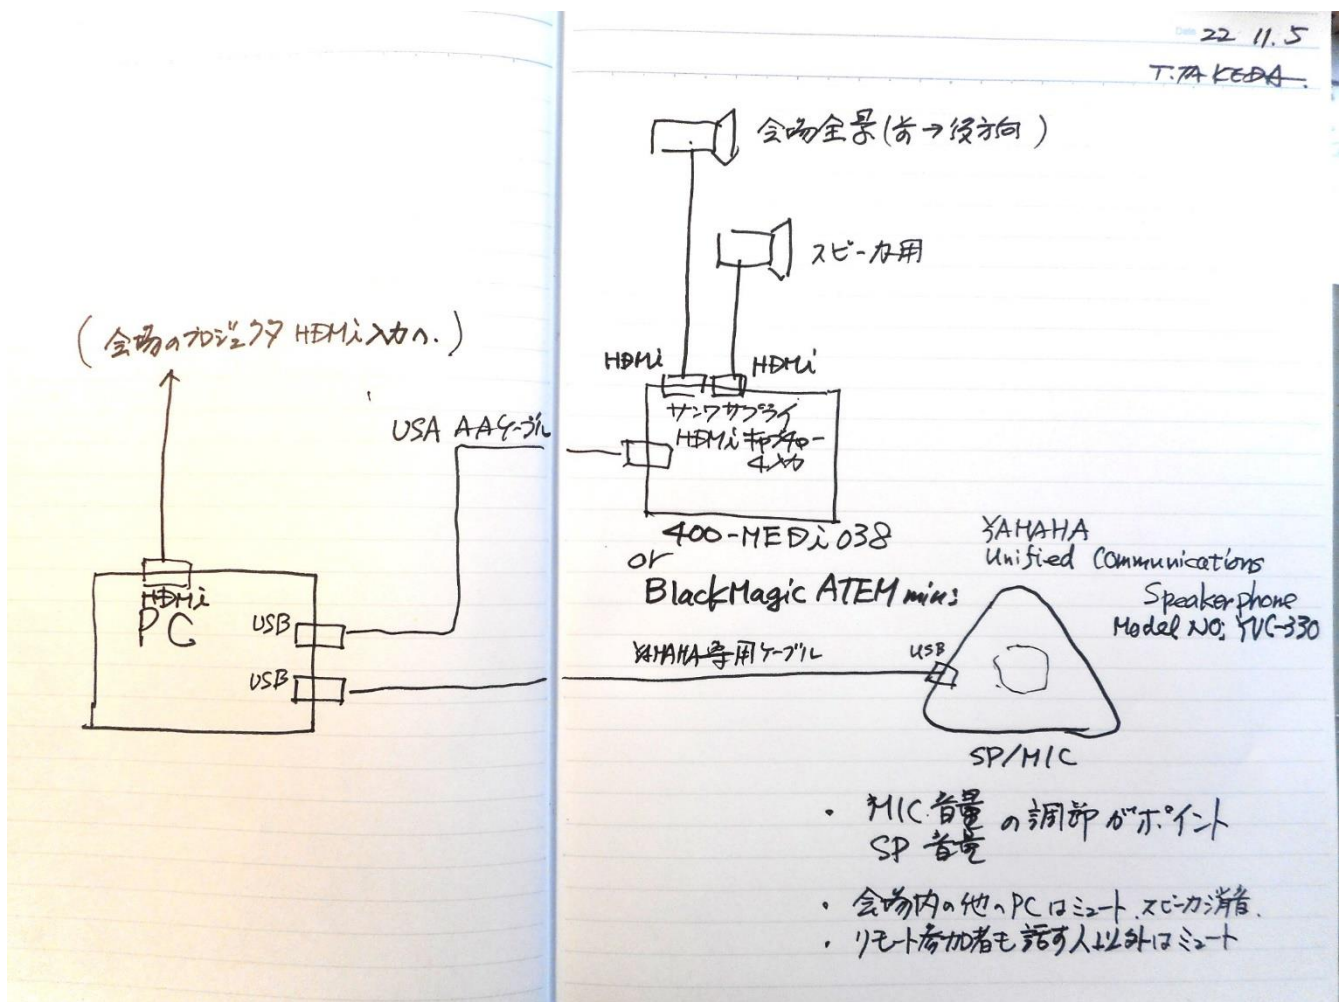 22 11.5
T.TAKEDA.
会場全景(前→後方向)
スピーカ用
(会場のプロジェクタ HDMi入力へ.)
HDMi
HDMi
USA AAケーブル
サンワサプライ
HDMiキャプチャー
4入力
400-MEDi038
or
BlackMagic ATEM mini
YAHAHA
Unified Communications
Speakerphone
Model NO: YVC-330
HDMi
PC
USB
USB
YAHAHA専用ケーブル
USB
SP/MIC
・MIC 音量
SP 音量
の調節がポイント
・会場内の他のPCはミュート.スピーカ消音.
・リモート参加者も話す人以外はミュート